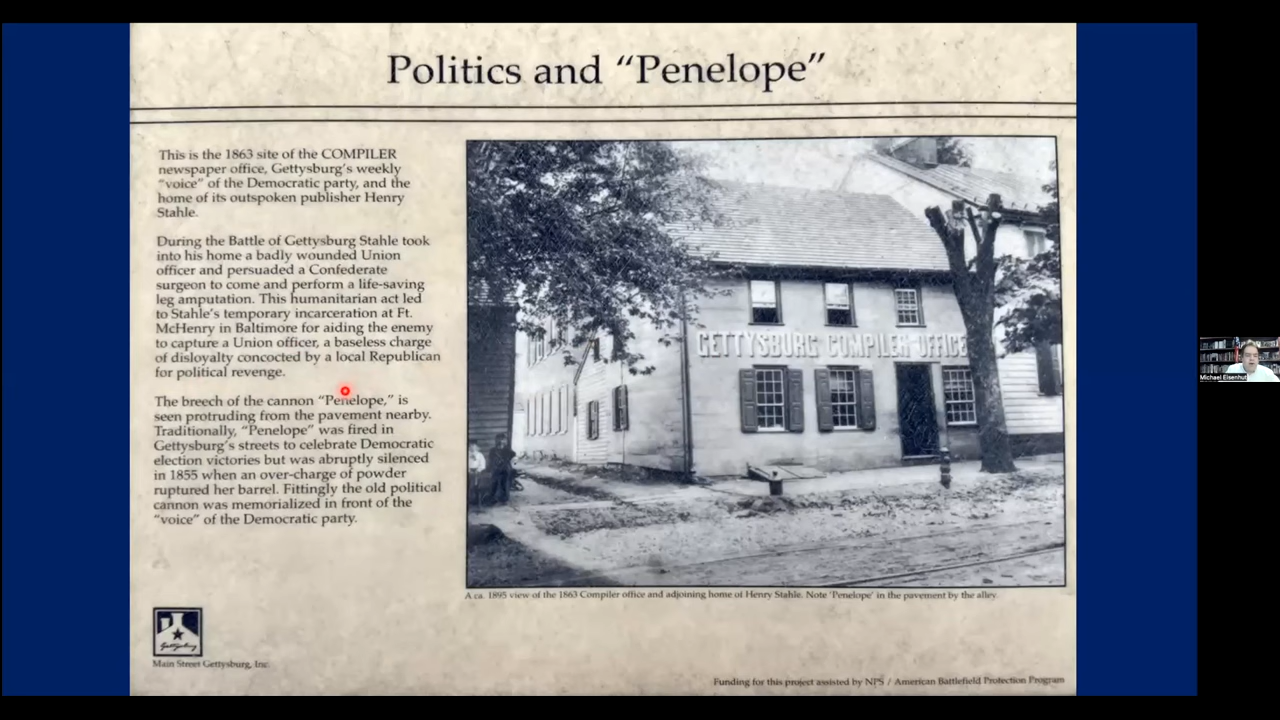 Politics and “Penelope”
This is the 1863 site of the COMPILER
newspaper office, Gettysburg's weekly
“voice” of the Democratic party, and the
home of its outspoken publisher Henry
Stahle.
During the Battle of Gettysburg Stahle took
into his home a badly wounded Union
officer and persuaded a Confederate
surgeon to come and perform a life-saving
leg amputation. This humanitarian act led
to Stahle's temporary incarceration at Ft.
McHenry in Baltimore for aiding the enemy
to capture a Union officer, a baseless charge
of disloyalty concocted by a local Republican
for political revenge.
The breech of the cannon “Penelope,” is
seen protruding from the pavement nearby.
Traditionally, “Penelope” was fired in
Gettysburg's streets to celebrate Democratic
election victories but was abruptly silenced
in 1855 when an over-charge of powder
ruptured her barrel. Fittingly the old political
cannon was memorialized in front of the
“voice” of the Democratic party.
GETTYSBURG COMPILER OFFICE
A ca. 1895 view of the 1863 Compiler office and adjoining home of Henry Stahle. Note 'Penelope' in the pavement by the alley.
Gettysburg
Main Street Gettysburg, Inc.
Funding for this project assisted by NPS / American Battlefield Protection Program
Michael Eisenhut